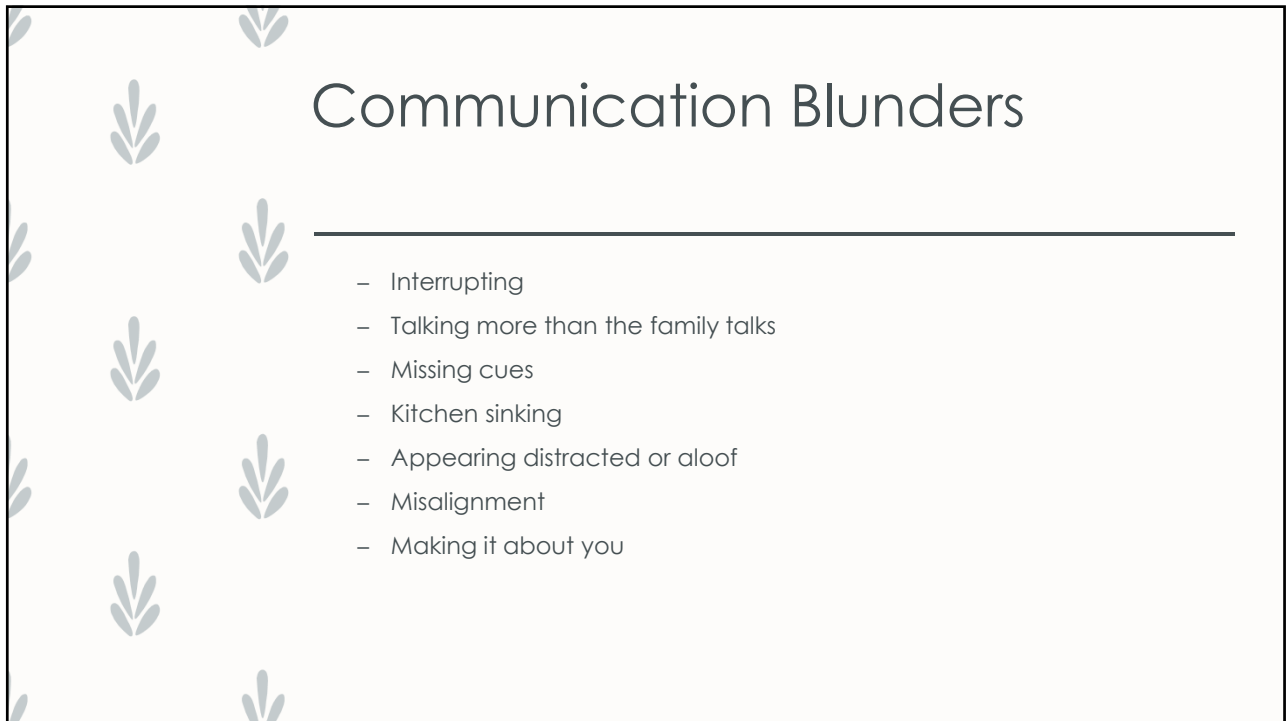 Communication Blunders
– Interrupting
– Talking more than the family talks
– Missing cues
– Kitchen sinking
– Appearing distracted or aloof
– Misalignment
– Making it about you